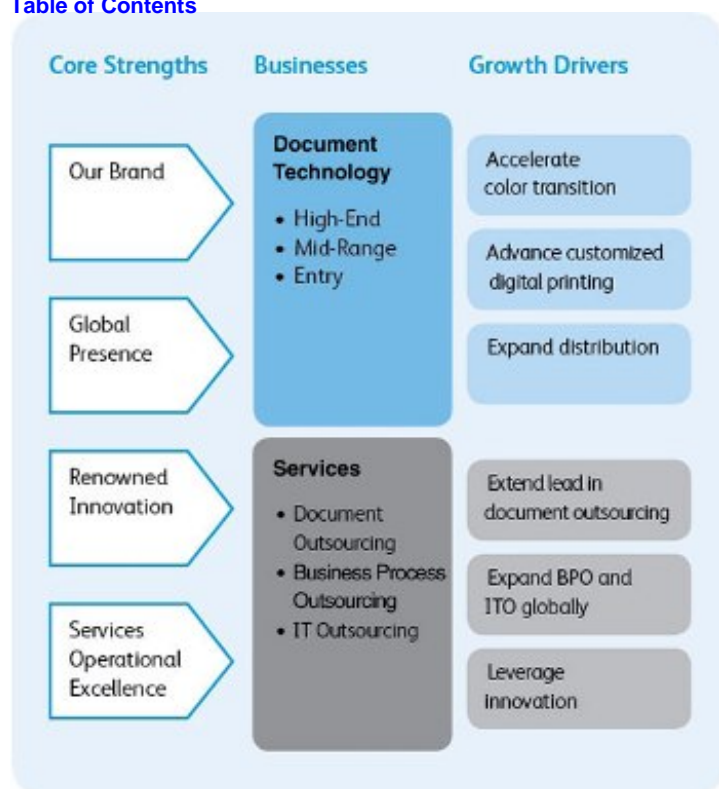 Table of Contents
Core Strengths
Businesses
Growth Drivers
Our Brand
Global
Presence
Renowned
Innovation
Services
Operational
Excellence
Document
Technology
• High-End
• Mid-Range
• Entry
Services
• Document
Outsourcing
• Business Process
Outsourcing
• IT Outsourcing
Accelerate
color transition
Advance customized
digital printing
Expand distribution
Extend lead in
document outsourcing
Expand BPO and
ITO globally
Leverage
innovation